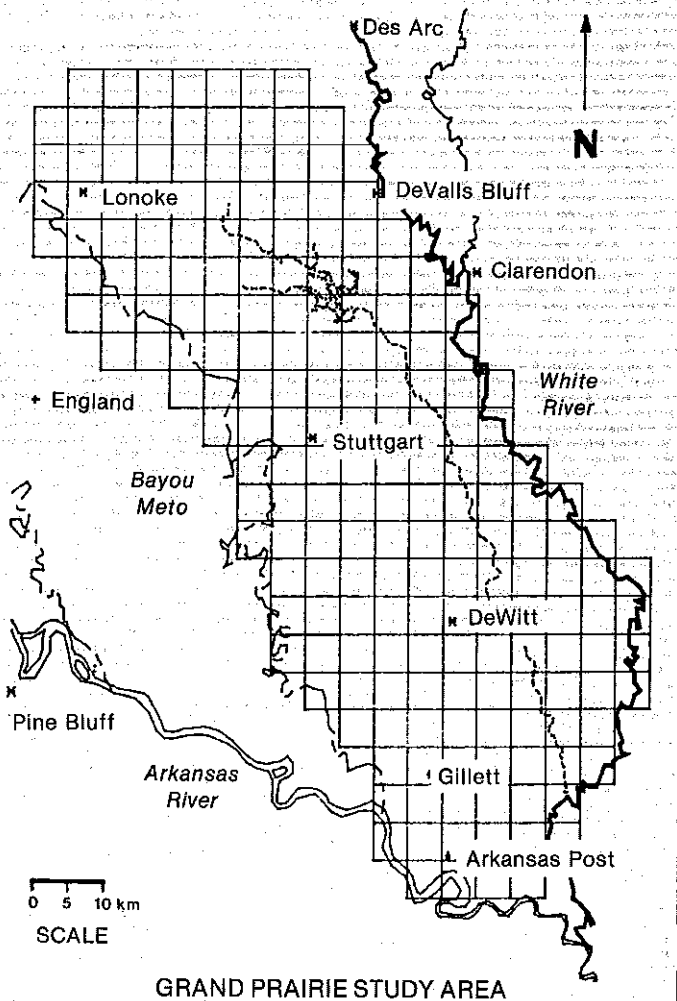 Des Arc
N
Lonoke
DeValls Bluff
Clarendon
England
White
River
Stuttgart
Bayou
Meto
DeWitt
Pine Bluff
Arkansas
River
Gillett
Arkansas Post
0 5 10 km
SCALE
GRAND PRAIRIE STUDY AREA